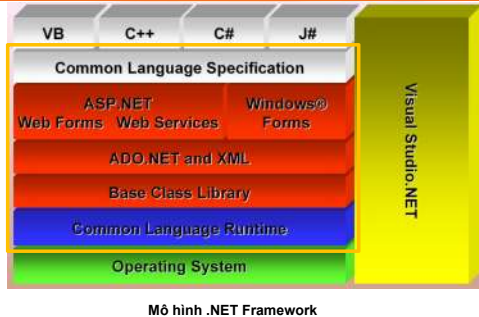 VB C++ C# J#
Common Language Specification
ASP.NET
Web Forms Web Services
Windows®
Forms
ADO.NET and XML
Base Class Library
Common Language Runtime
Operating System
Visual Studio.NET
Mô hình .NET Framework